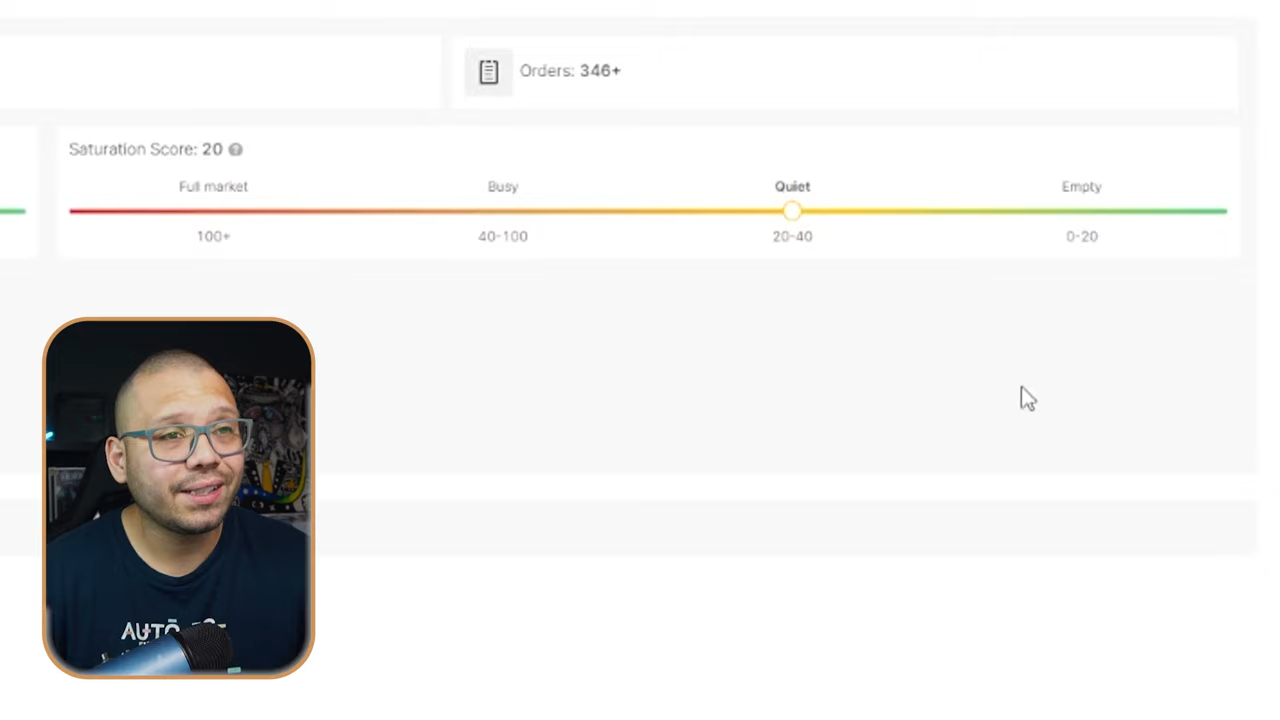 Orders: 346+
Saturation Score: 20
Full market Busy Quiet Empty
100+ 40-100 20-40 0-20